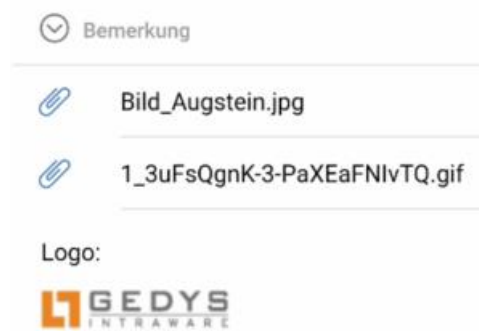 Bemerkung
Bild_Augstein.jpg
1_3uFsQgnK-3-PaXEaFNIvTQ.gif
Logo:
GEDYS
INTRAWARE